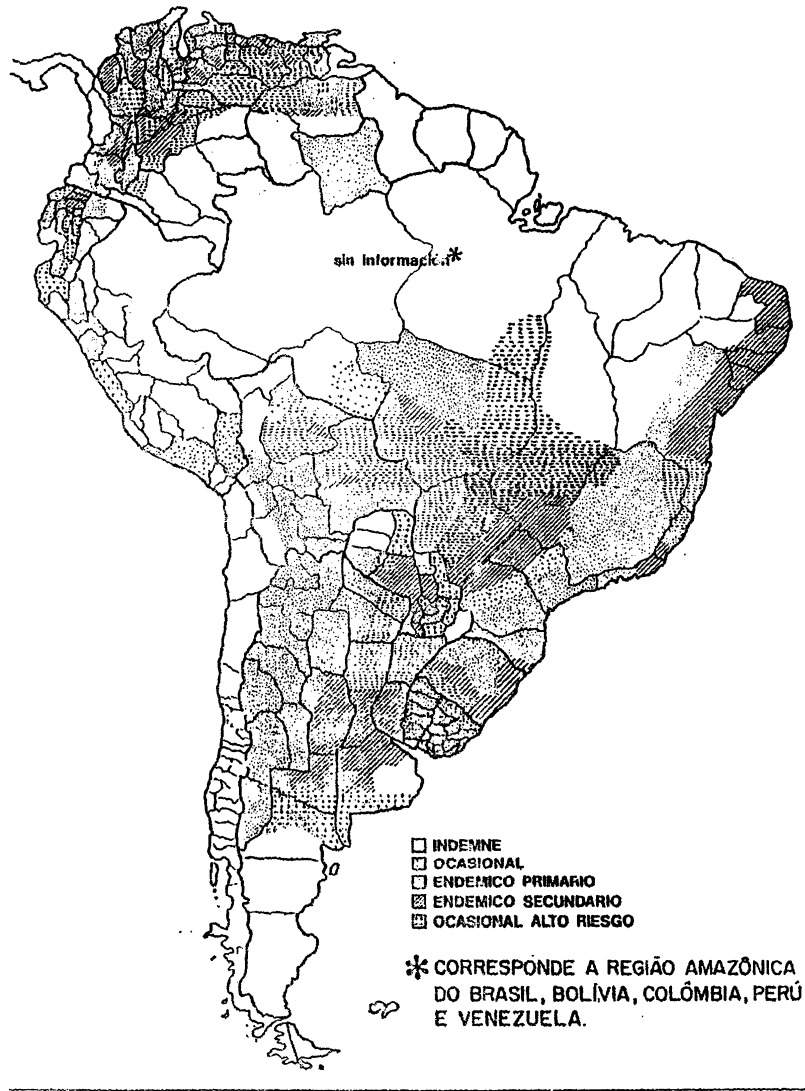 sin informacion*
□ INDEMNE
OCASIONAL
ENDEMICO PRIMARIO
ENDEMICO SECUNDARIO
OCASIONAL ALTO RIESGO
* CORRESPONDE A REGIÃO AMAZÔNICA
DO BRASIL, BOLÍVIA, COLÔMBIA, PERÚ
E VENEZUELA.